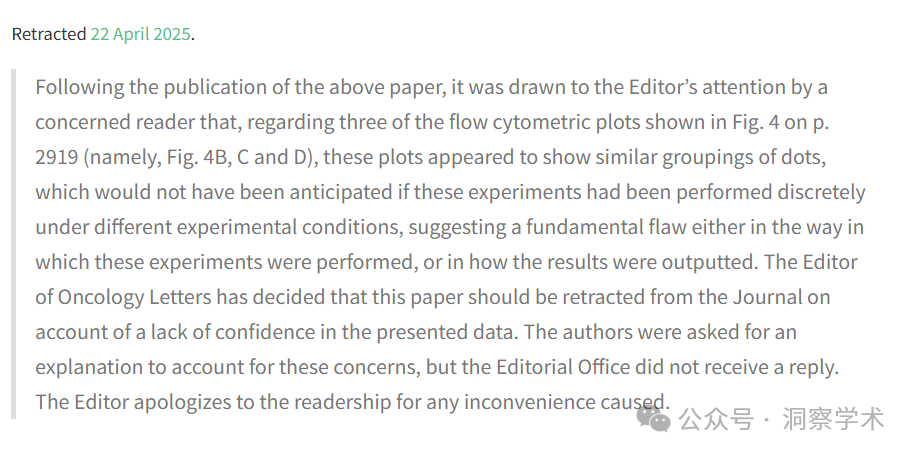 Retracted 22 April 2025.
Following the publication of the above paper, it was drawn to the Editor’s attention by a
concerned reader that, regarding three of the flow cytometric plots shown in Fig. 4 on p.
2919 (namely, Fig. 4B, C and D), these plots appeared to show similar groupings of dots,
which would not have been anticipated if these experiments had been performed discretely
under different experimental conditions, suggesting a fundamental flaw either in the way in
which these experiments were performed, or in how the results were outputted. The Editor
of Oncology Letters has decided that this paper should be retracted from the Journal on
account of a lack of confidence in the presented data. The authors were asked for an
explanation to account for these concerns, but the Editorial Office did not receive a reply.
The Editor apologizes to the readership for any inconvenience caused.
公众号 · 洞察学术